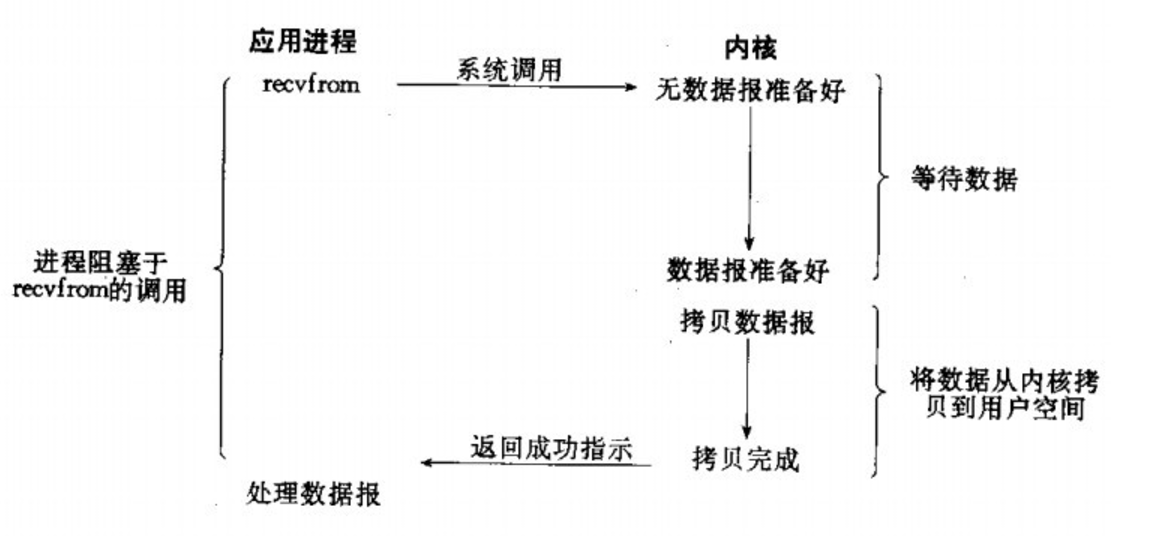 应用进程
内核
recvfrom
系统调用
无数据报准备好
等待数据
进程阻塞于
recvfrom的调用
数据报准备好
拷贝数据报
将数据从内核拷
贝到用户空间
返回成功指示
拷贝完成
处理数据报